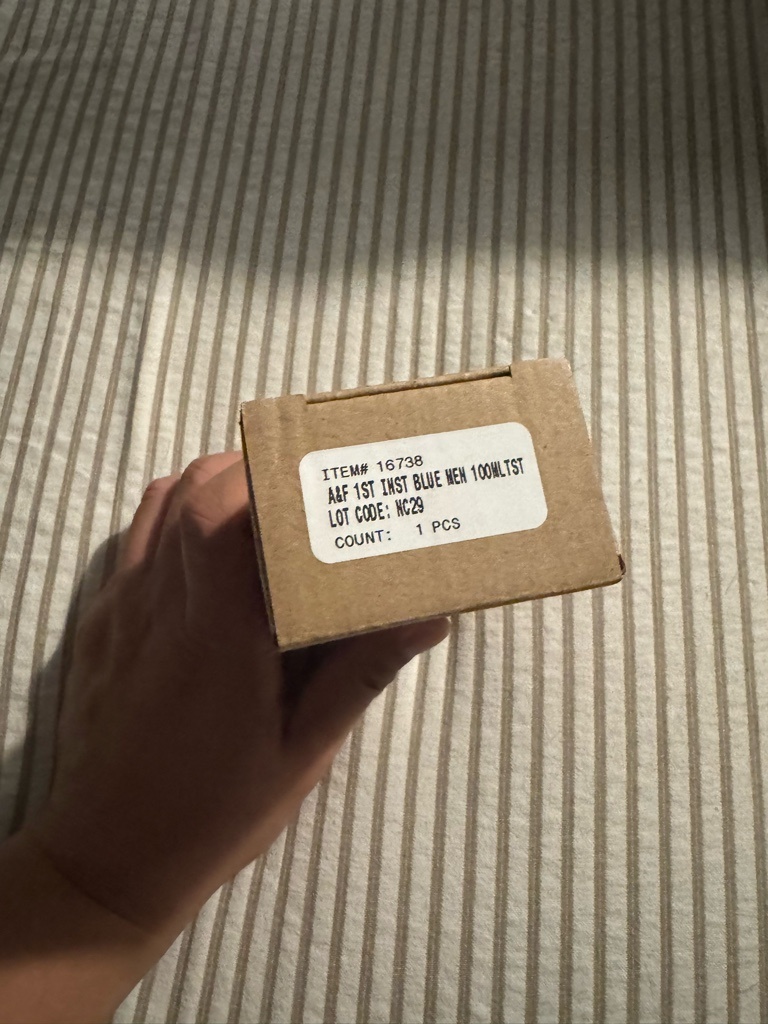 ITEM# 16738
A&F 1ST INST BLUE MEN 100MLTST
LOT CODE: NC29
COUNT: 1 PCS